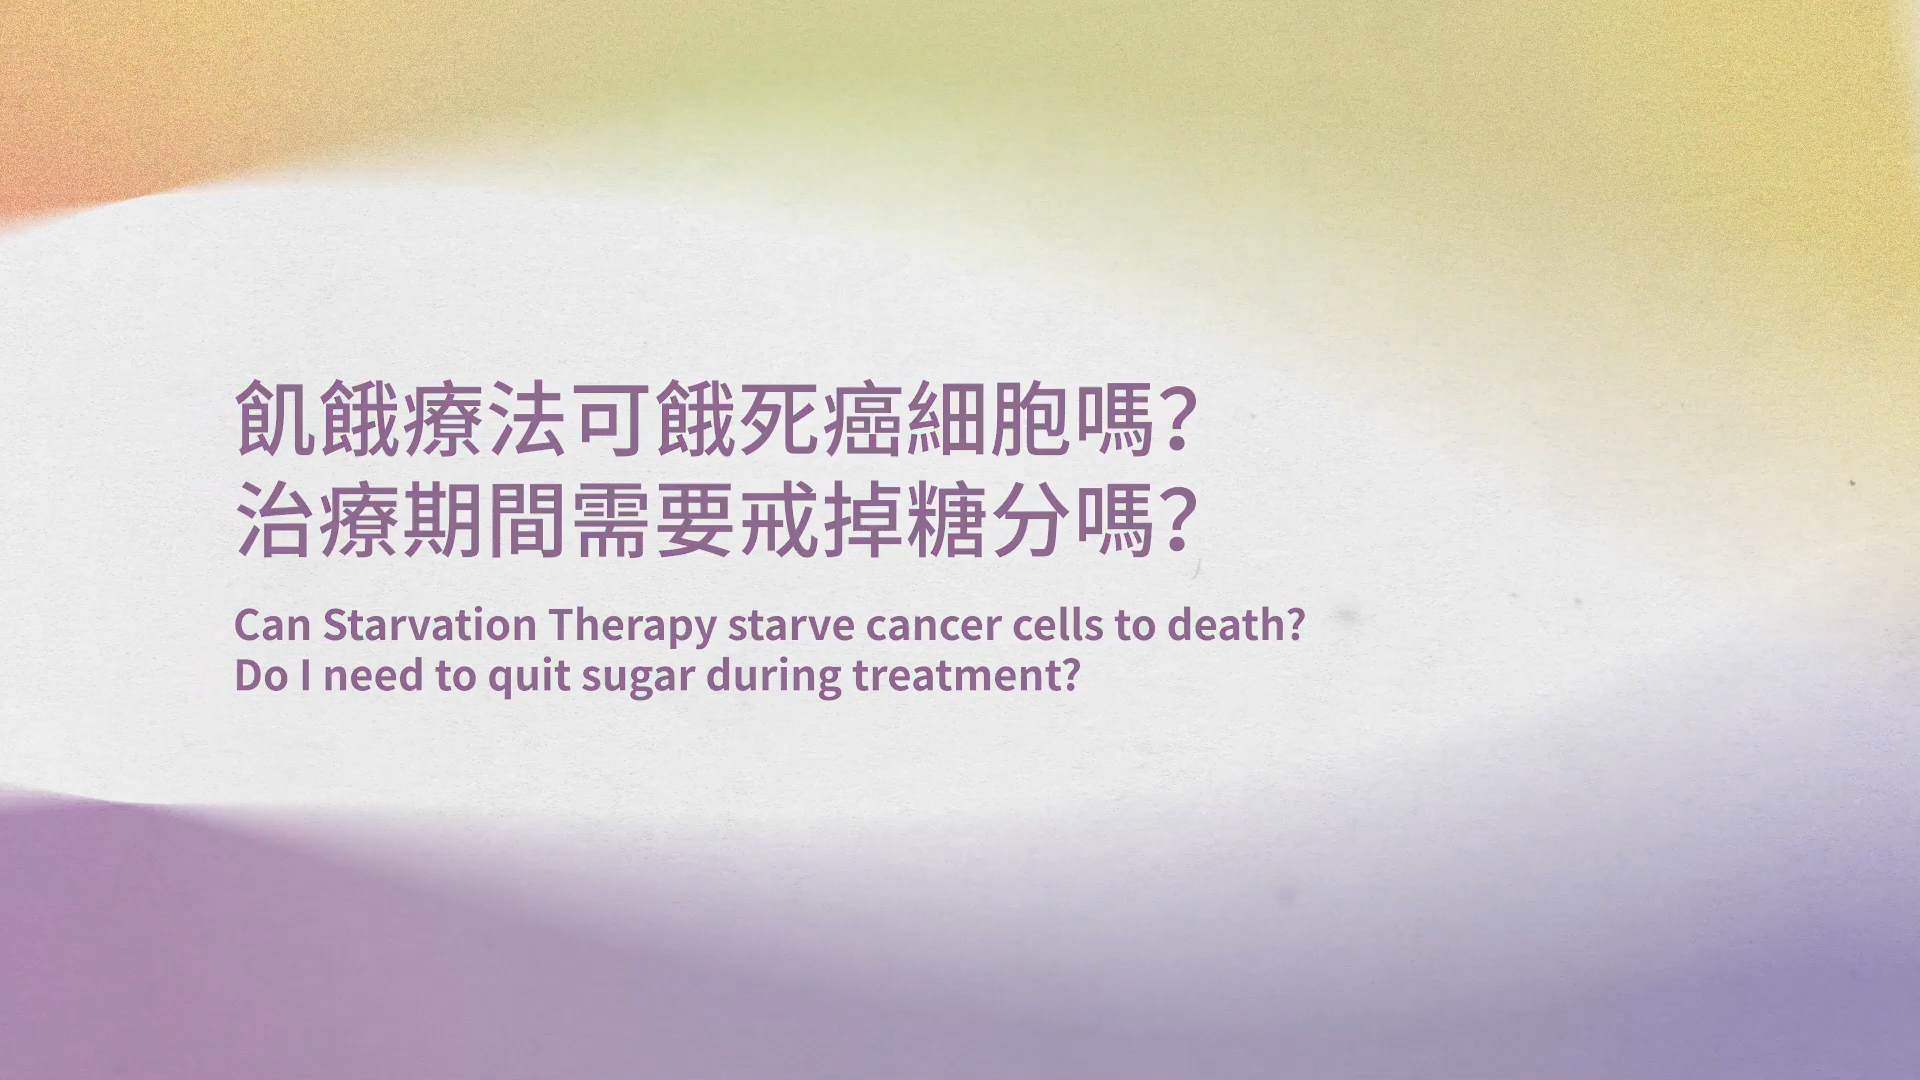 飢餓療法可餓死癌細胞嗎？
治療期間需要戒掉糖分嗎？
Can Starvation Therapy starve cancer cells to death?
Do I need to quit sugar during treatment?